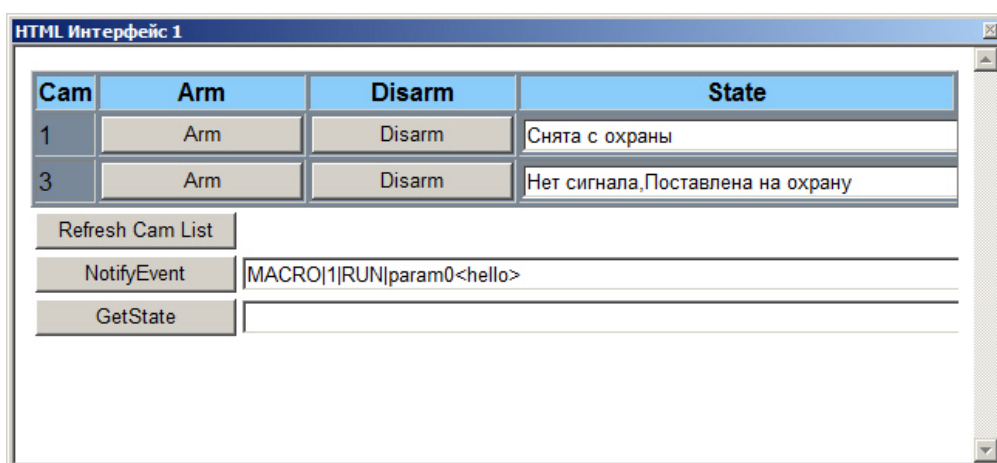 HTML Интерфейс 1
Cam Arm Disarm State
1 Arm Disarm Снята с охраны
3 Arm Disarm Нет сигнала,Поставлена на охрану
Refresh Cam List
NotifyEvent MACRO|1|RUN|param0<hello>
GetState